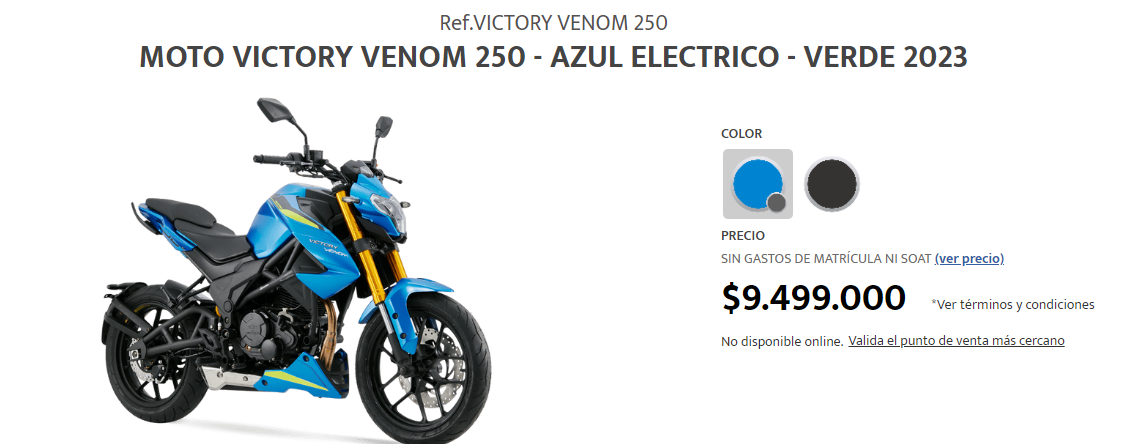 Ref.VICTORY VENOM 250
MOTO VICTORY VENOM 250 - AZUL ELECTRICO - VERDE 2023
COLOR
PRECIO
SIN GASTOS DE MATRÍCULA NI SOAT (ver precio)
$9.499.000 *Ver términos y condiciones
No disponible online. Valida el punto de venta más cercano
VICTORY
VENOM